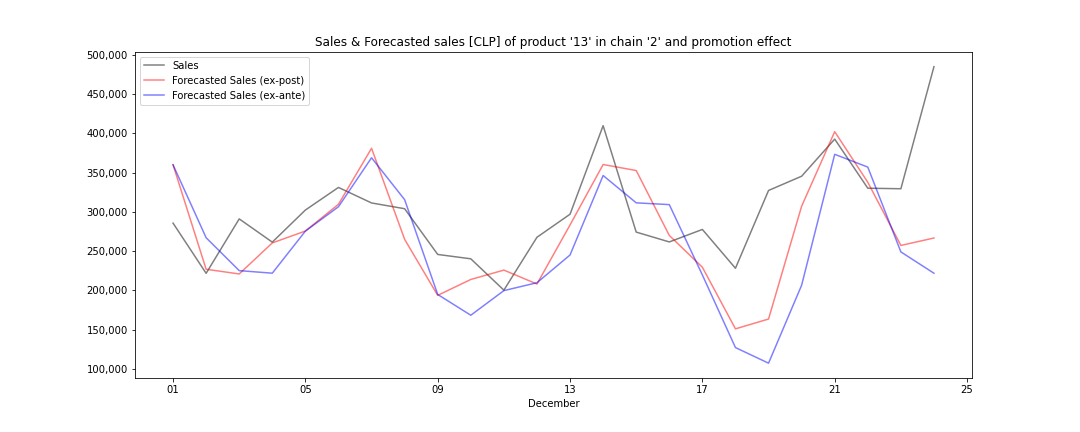 Sales & Forecasted sales [CLP] of product '13' in chain '2' and promotion effect
500,000
450,000
400,000
350,000
300,000
250,000
200,000
150,000
100,000
Sales
Forecasted Sales (ex-post)
Forecasted Sales (ex-ante)
01 05 09 13 17 21 25
December